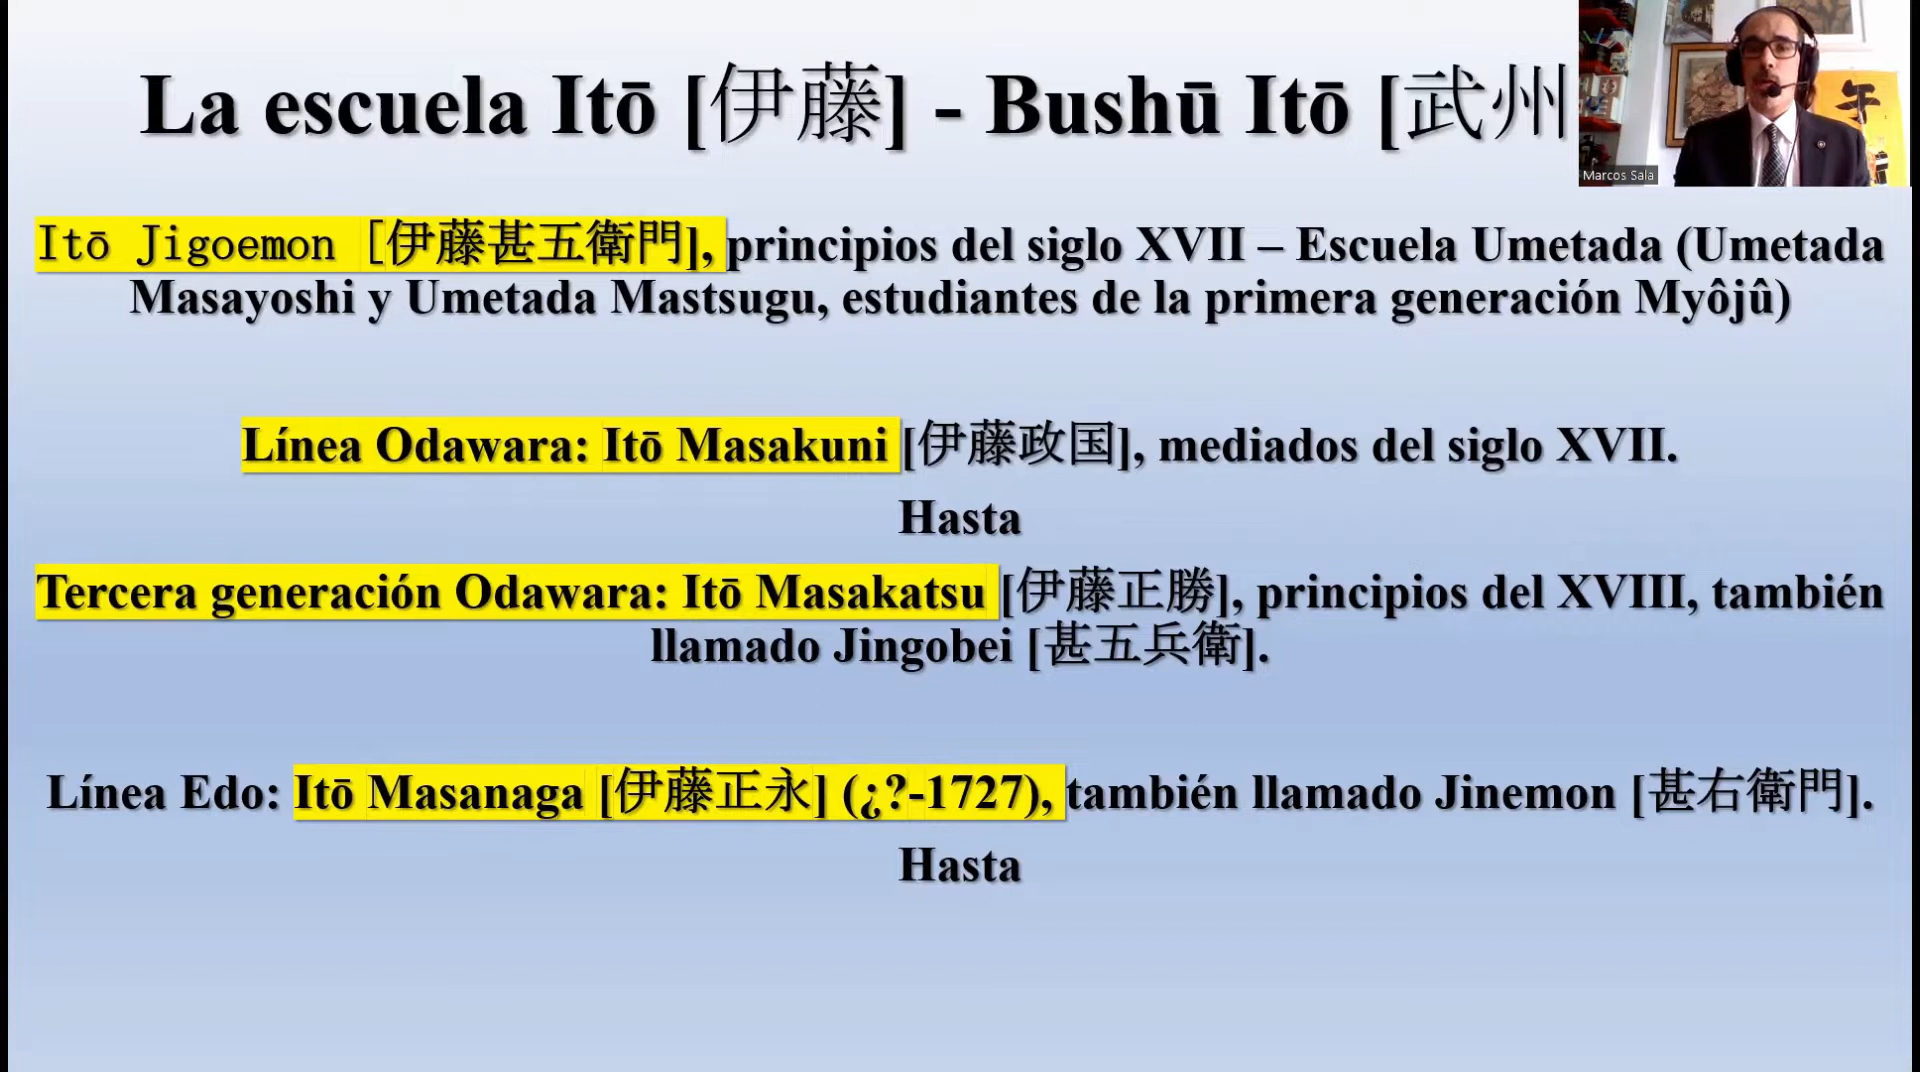 La escuela Itō [伊藤] - Bushū Itō [武州
Marcos Sala
午
Itō Jigoemon [伊藤甚五衛門], principios del siglo XVII – Escuela Umetada (Umetada
Masayoshi y Umetada Mastsugu, estudiantes de la primera generación Myôjû)
Línea Odawara: Itō Masakuni [伊藤政国], mediados del siglo XVII.
Hasta
Tercera generación Odawara: Itō Masakatsu [伊藤正勝], principios del XVIII, también
llamado Jingobei [甚五兵衛].
Línea Edo: Itō Masanaga [伊藤正永] (¿?-1727), también llamado Jinemon [甚右衛門].
Hasta